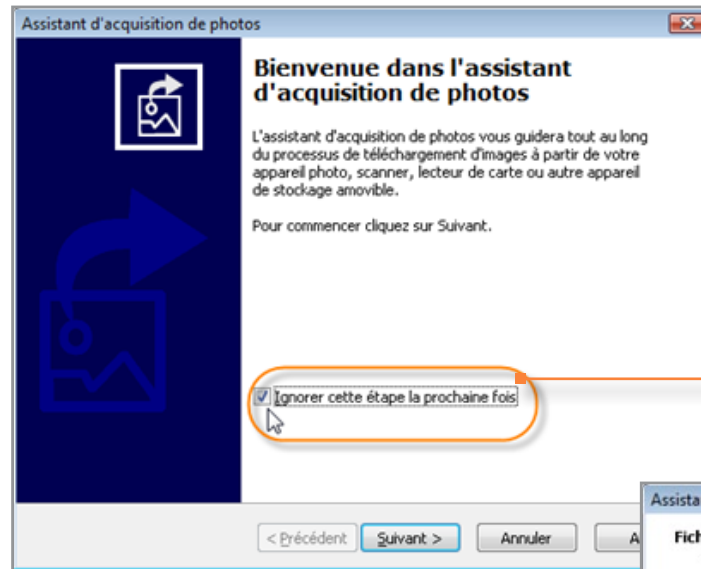 Assistant d'acquisition de photos
Bienvenue dans l'assistant
d'acquisition de photos
L'assistant d'acquisition de photos vous guidera tout au long
du processus de téléchargement d'images à partir de votre
appareil photo, scanner, lecteur de carte ou autre appareil
de stockage amovible.
Pour commencer cliquez sur Suivant.
Ignorer cette étape la prochaine fois
< Précédent Suivant > Annuler